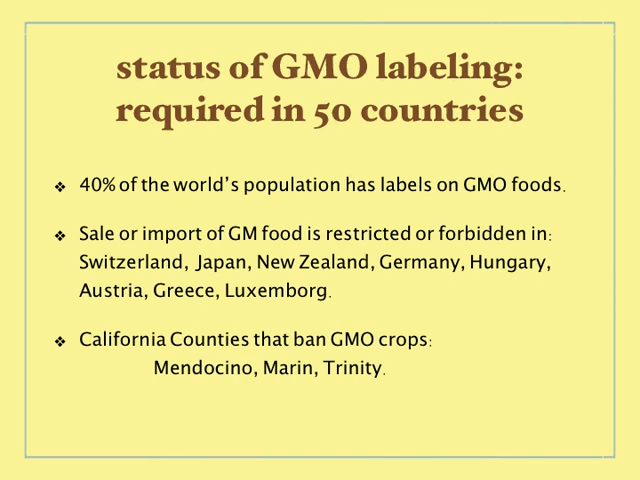 status of GMO labeling:
required in 50 countries
❖ 40% of the world's population has labels on GMO foods.
❖ Sale or import of GM food is restricted or forbidden in:
Switzerland, Japan, New Zealand, Germany, Hungary,
Austria, Greece, Luxemborg.
❖ California Counties that ban GMO crops:
Mendocino, Marin, Trinity.